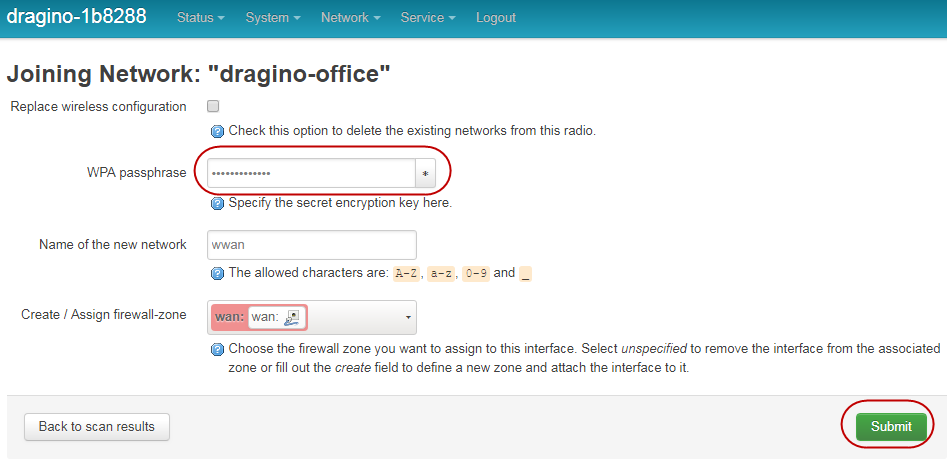 dragino-1b8288 Status System Network Service Logout
Joining Network: "dragino-office"
Replace wireless configuration
Check this option to delete the existing networks from this radio.
WPA passphrase ••••••••••••• *
Specify the secret encryption key here.
Name of the new network wwan
The allowed characters are: A-Z, a-z, 0-9 and _
Create / Assign firewall-zone wan: wan:
Choose the firewall zone you want to assign to this interface. Select unspecified to remove the interface from the associated
zone or fill out the create field to define a new zone and attach the interface to it.
Back to scan results Submit